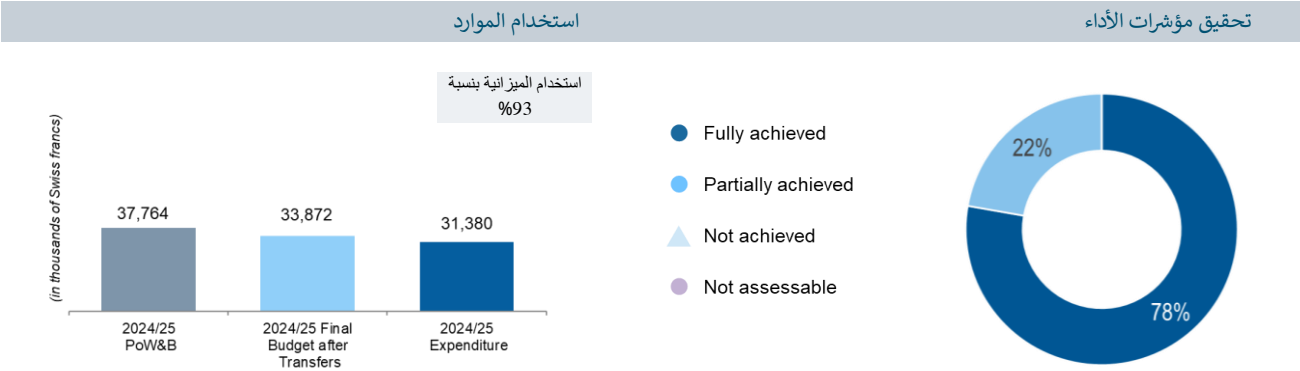 تحقيق مؤشرات الأداء
استخدام الموارد
استخدام الميزانية بنسبة
93%
(in thousands of Swiss francs)
37,764
33,872
31,380
2024/25
PoW&B
2024/25 Final
Budget after
Transfers
2024/25
Expenditure
Fully achieved
Partially achieved
Not achieved
Not assessable
22%
78%